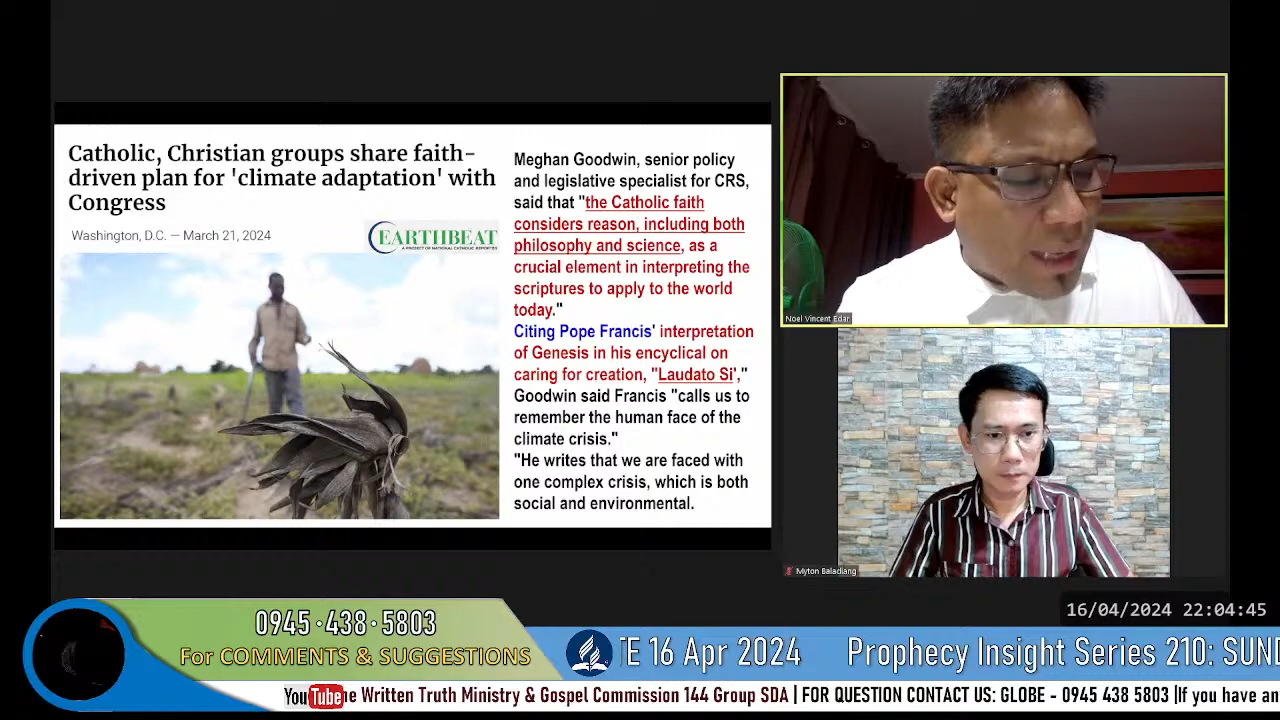 Catholic, Christian groups share faith-
driven plan for 'climate adaptation' with
Congress
Washington, D.C. — March 21, 2024
EARTHBEAT
A PROJECT OF NATIONAL CATHOLIC REPORTER
Meghan Goodwin, senior policy
and legislative specialist for CRS,
said that "the Catholic faith
considers reason, including both
philosophy and science, as a
crucial element in interpreting the
scriptures to apply to the world
today."
Citing Pope Francis' interpretation
of Genesis in his encyclical on
caring for creation, "Laudato Si',"
Goodwin said Francis "calls us to
remember the human face of the
climate crisis."
"He writes that we are faced with
one complex crisis, which is both
social and environmental.
Noel Vincent Edar
Myton Baladiang
16/04/2024 22:04:45
0945·438·5803
For COMMENTS & SUGGESTIONS
TE 16 Apr 2024 Prophecy Insight Series 210: SUND
YouTube e Written Truth Ministry & Gospel Commission 144 Group SDA | FOR QUESTION CONTACT US: GLOBE - 0945 438 5803 |If you have an